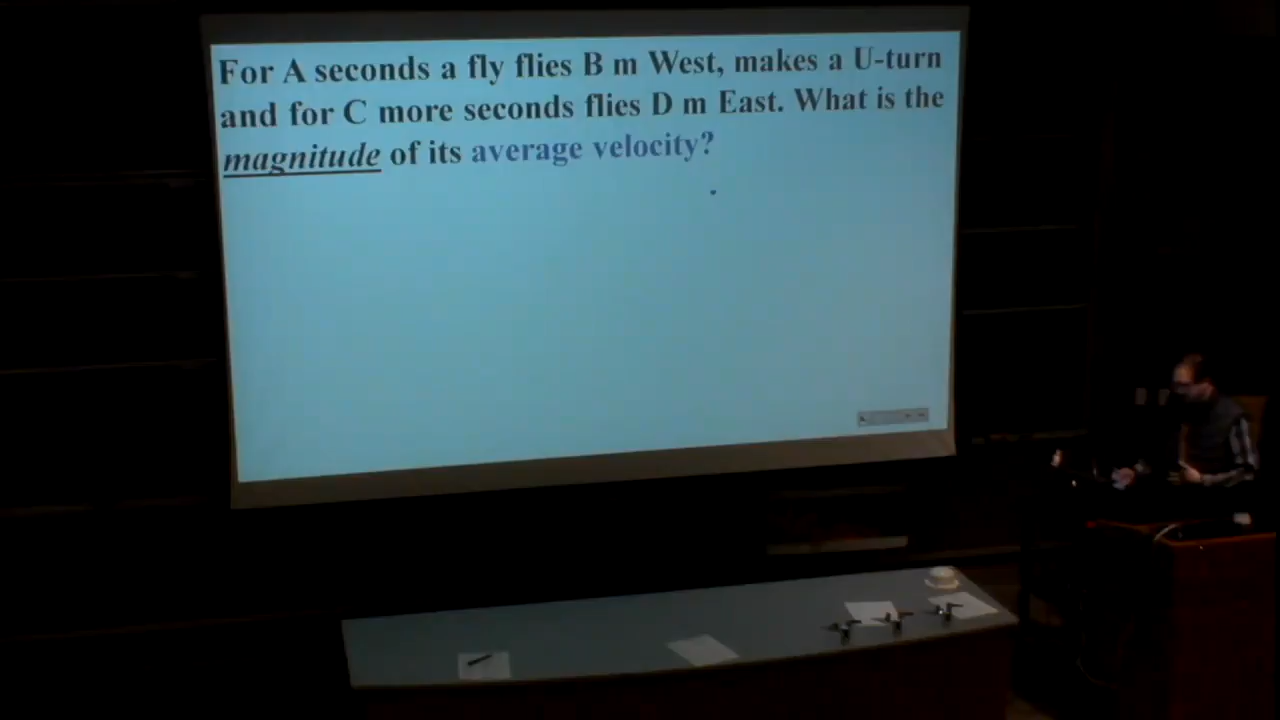 For A seconds a fly flies B m West, makes a U-turn
and for C more seconds flies D m East. What is the
magnitude of its average velocity?